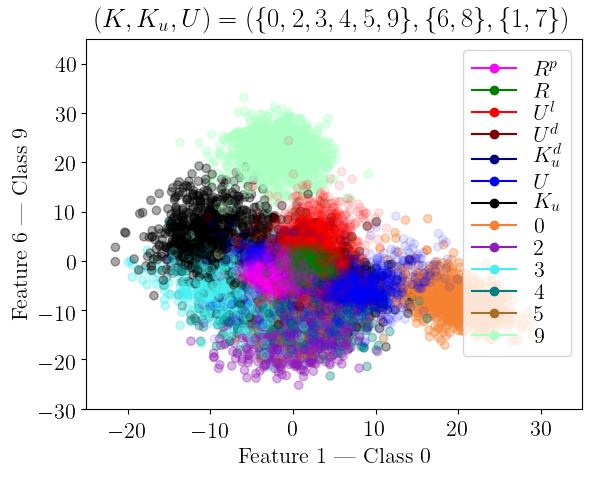 (K, K_u, U) = ({0, 2, 3, 4, 5, 9}, {6, 8}, {1, 7})
40
30
20
10
0
−10
−20
−30
Feature 6 — Class 9
R^p
R
U^l
U^d
K_u^d
U
K_u
0
2
3
4
5
9
−20 −10 0 10 20 30
Feature 1 — Class 0